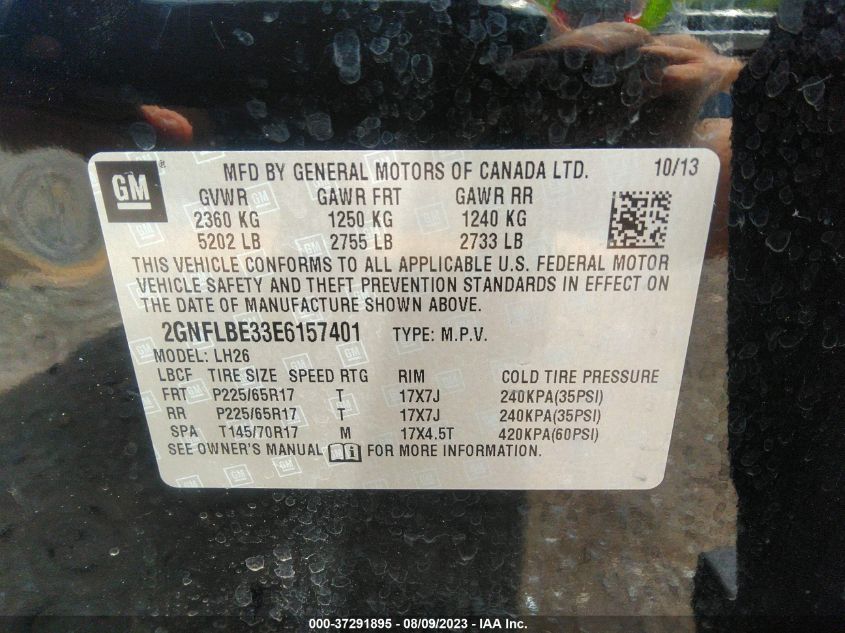 GM
MFD BY GENERAL MOTORS OF CANADA LTD. 10/13
GVWR GAWR FRT GAWR RR
2360 KG 1250 KG 1240 KG
5202 LB 2755 LB 2733 LB
THIS VEHICLE CONFORMS TO ALL APPLICABLE U.S. FEDERAL MOTOR
VEHICLE SAFETY AND THEFT PREVENTION STANDARDS IN EFFECT ON
THE DATE OF MANUFACTURE SHOWN ABOVE.
2GNFLBE33E6157401 TYPE: M.P.V.
MODEL: LH26
LBCF TIRE SIZE SPEED RTG RIM COLD TIRE PRESSURE
FRT P225/65R17 T 17X7J 240KPA(35PSI)
RR P225/65R17 T 17X7J 240KPA(35PSI)
SPA T145/70R17 M 17X4.5T 420KPA(60PSI)
SEE OWNER'S MANUAL FOR MORE INFORMATION.
000-37291895 - 08/09/2023 - IAA Inc.